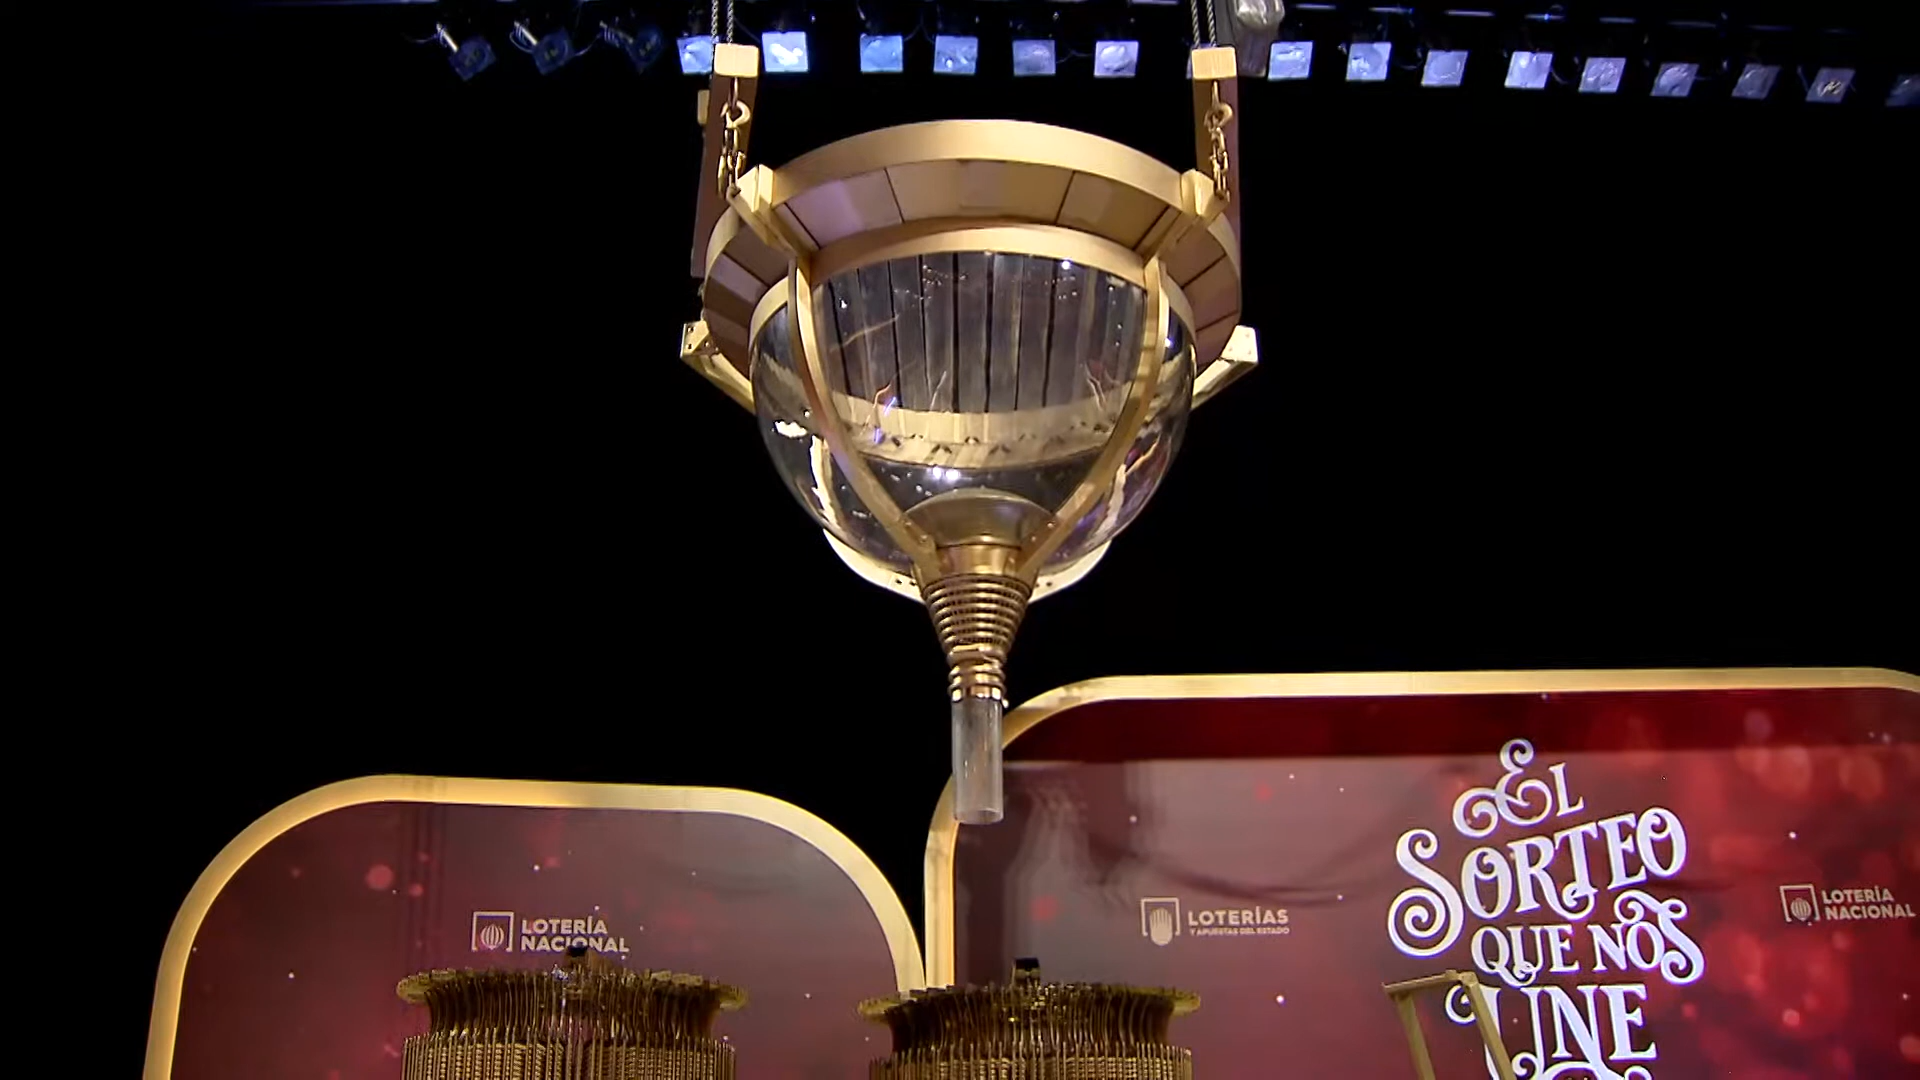 LOTERÍA
NACIONAL
LOTERÍAS
Y APUESTAS DEL ESTADO
EL
SORTEO
QUE NOS
UNE
LOTERÍA
NACIONAL